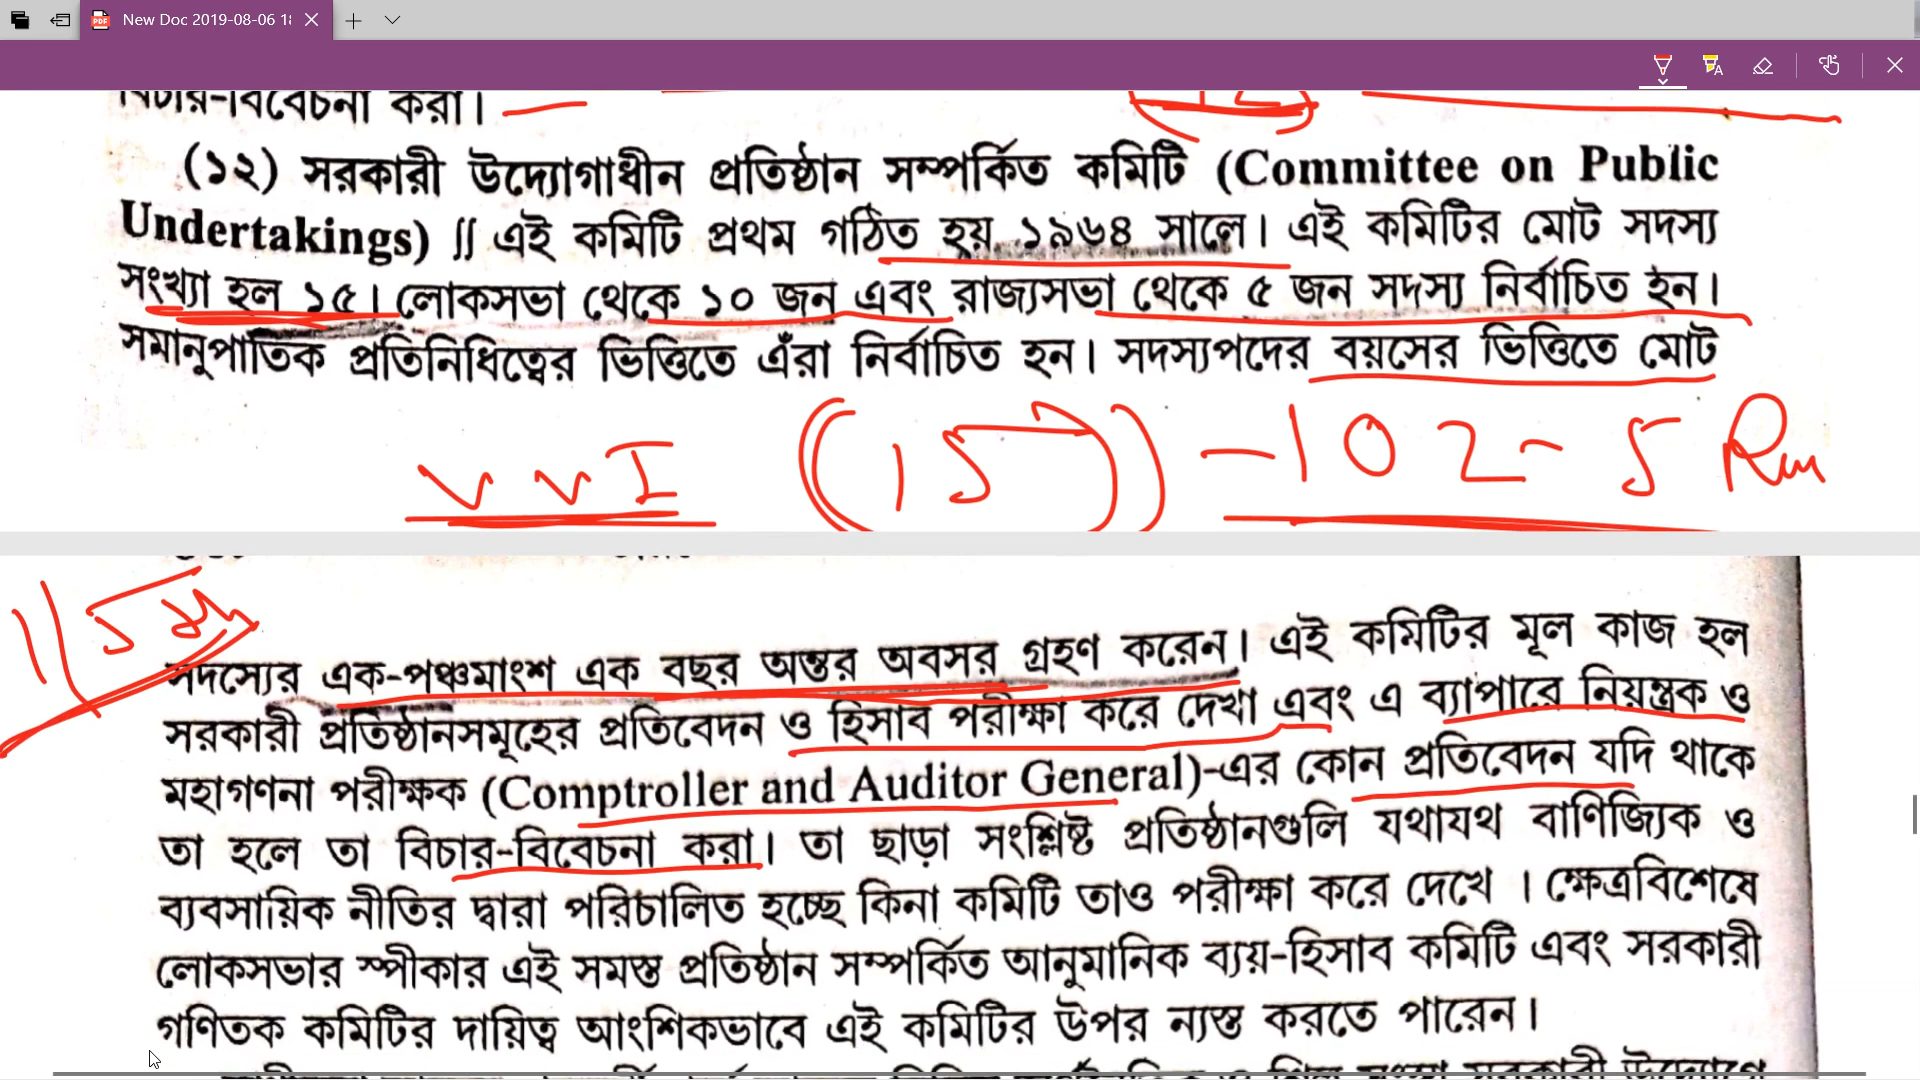 New Doc 2019-08-06 18
বিচার-বিবেচনা করা।
(১২) সরকারী উদ্যোগাধীন প্রতিষ্ঠান সম্পর্কিত কমিটি (Committee on Public
Undertakings) // এই কমিটি প্রথম গঠিত হয় ১৯৬৪ সালে। এই কমিটির মোট সদস্য
সংখ্যা হল ১৫। লোকসভা থেকে ১০ জন এবং রাজ্যসভা থেকে ৫ জন সদস্য নির্বাচিত হন।
সমানুপাতিক প্রতিনিধিত্বের ভিত্তিতে এঁরা নির্বাচিত হন। সদস্যপদের বয়সের ভিত্তিতে মোট
V V I (15) - 10 2 - 5
15
সদস্যের এক-পঞ্চমাংশ এক বছর অন্তর অবসর গ্রহণ করেন। এই কমিটির মূল কাজ হল
সরকারী প্রতিষ্ঠানসমূহের প্রতিবেদন ও হিসাব পরীক্ষা করে দেখা এবং এ ব্যাপারে নিয়ন্ত্রক ও
মহাগণনা পরীক্ষক (Comptroller and Auditor General)-এর কোন প্রতিবেদন যদি থাকে
তা হলে তা বিচার-বিবেচনা করা। তা ছাড়া সংশ্লিষ্ট প্রতিষ্ঠানগুলি যথাযথ বাণিজ্যিক ও
ব্যবসায়িক নীতির দ্বারা পরিচালিত হচ্ছে কিনা কমিটি তাও পরীক্ষা করে দেখে । ক্ষেত্রবিশেষে
লোকসভার স্পীকার এই সমস্ত প্রতিষ্ঠান সম্পর্কিত আনুমানিক ব্যয়-হিসাব কমিটি এবং সরকারী
গণিতক কমিটির দায়িত্ব আংশিকভাবে এই কমিটির উপর ন্যস্ত করতে পারেন।
সরকারী উদ্যোগে